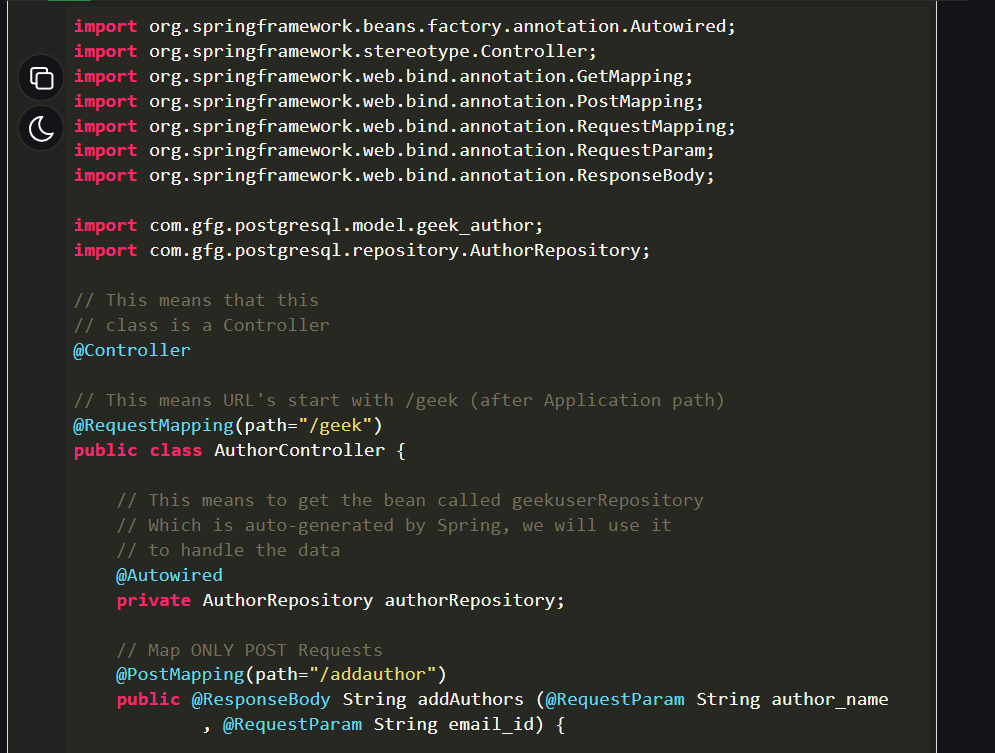 import org.springframework.beans.factory.annotation.Autowired;
import org.springframework.stereotype.Controller;
import org.springframework.web.bind.annotation.GetMapping;
import org.springframework.web.bind.annotation.PostMapping;
import org.springframework.web.bind.annotation.RequestMapping;
import org.springframework.web.bind.annotation.RequestParam;
import org.springframework.web.bind.annotation.ResponseBody;

import com.gfg.postgresql.model.geek_author;
import com.gfg.postgresql.repository.AuthorRepository;

// This means that this
// class is a Controller
@Controller

// This means URL's start with /geek (after Application path)
@RequestMapping(path="/geek")
public class AuthorController {

    // This means to get the bean called geekuserRepository
    // Which is auto-generated by Spring, we will use it
    // to handle the data
    @Autowired
    private AuthorRepository authorRepository;

    // Map ONLY POST Requests
    @PostMapping(path="/addauthor")
    public @ResponseBody String addAuthors (@RequestParam String author_name
            , @RequestParam String email_id) {